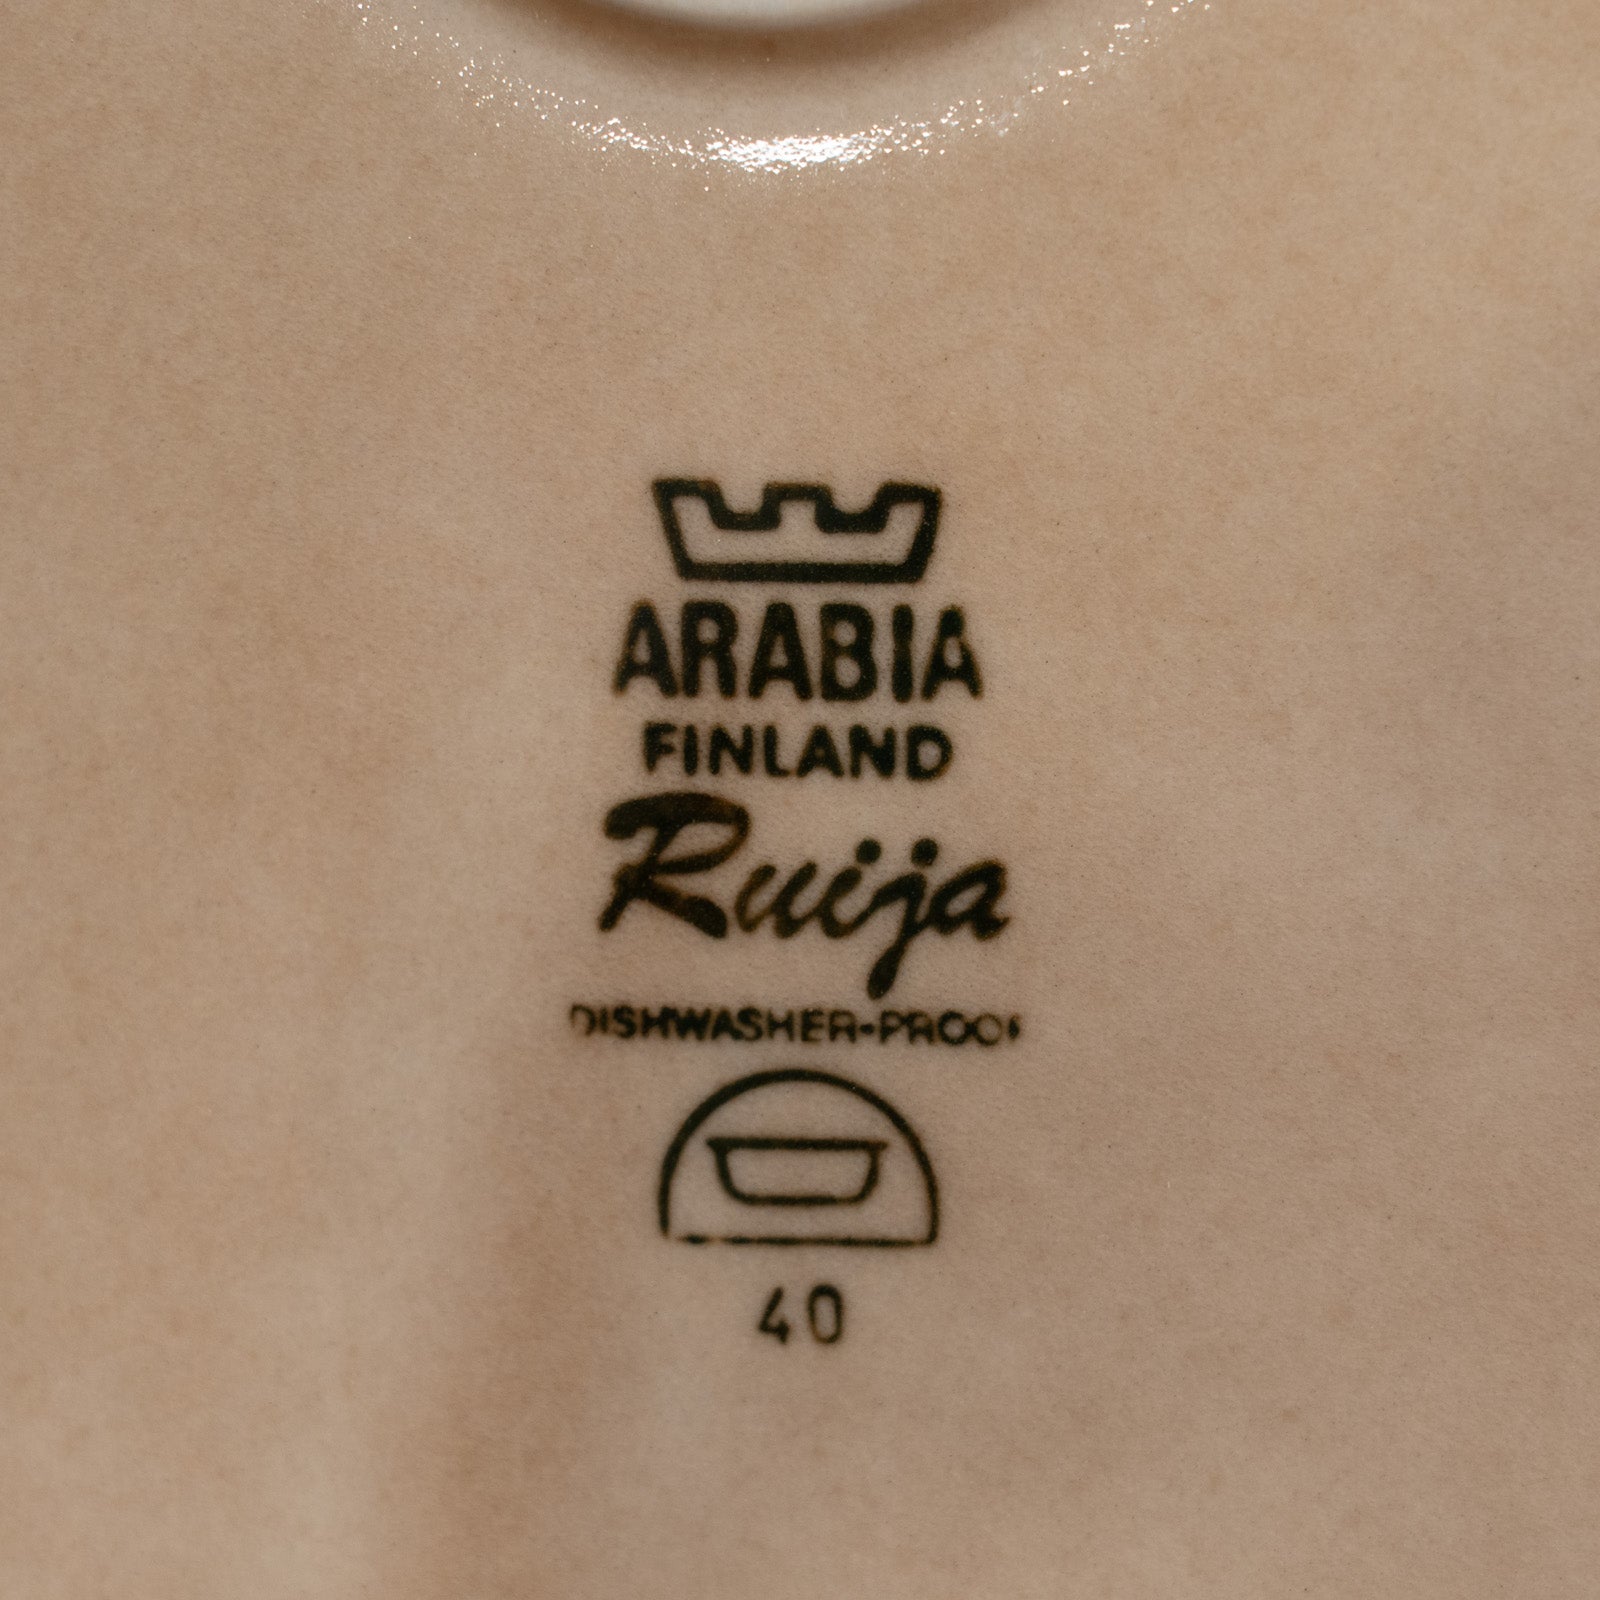 ARABIA
FINLAND
Ruija
DISHWASHER-PROOF
40